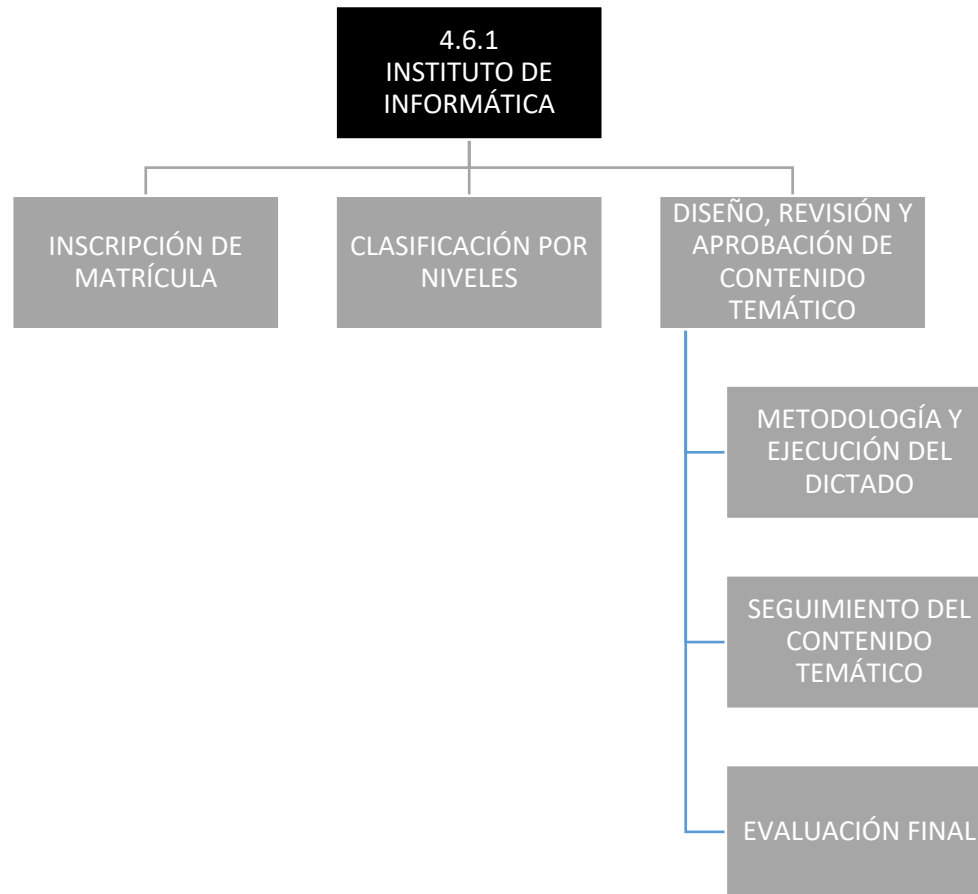 4.6.1
INSTITUTO DE
INFORMÁTICA
INSCRIPCIÓN DE
MATRÍCULA
CLASIFICACIÓN POR
NIVELES
DISEÑO, REVISIÓN Y
APROBACIÓN DE
CONTENIDO
TEMÁTICO
METODOLOGÍA Y
EJECUCIÓN DEL
DICTADO
SEGUIMIENTO DEL
CONTENIDO
TEMÁTICO
EVALUACIÓN FINAL